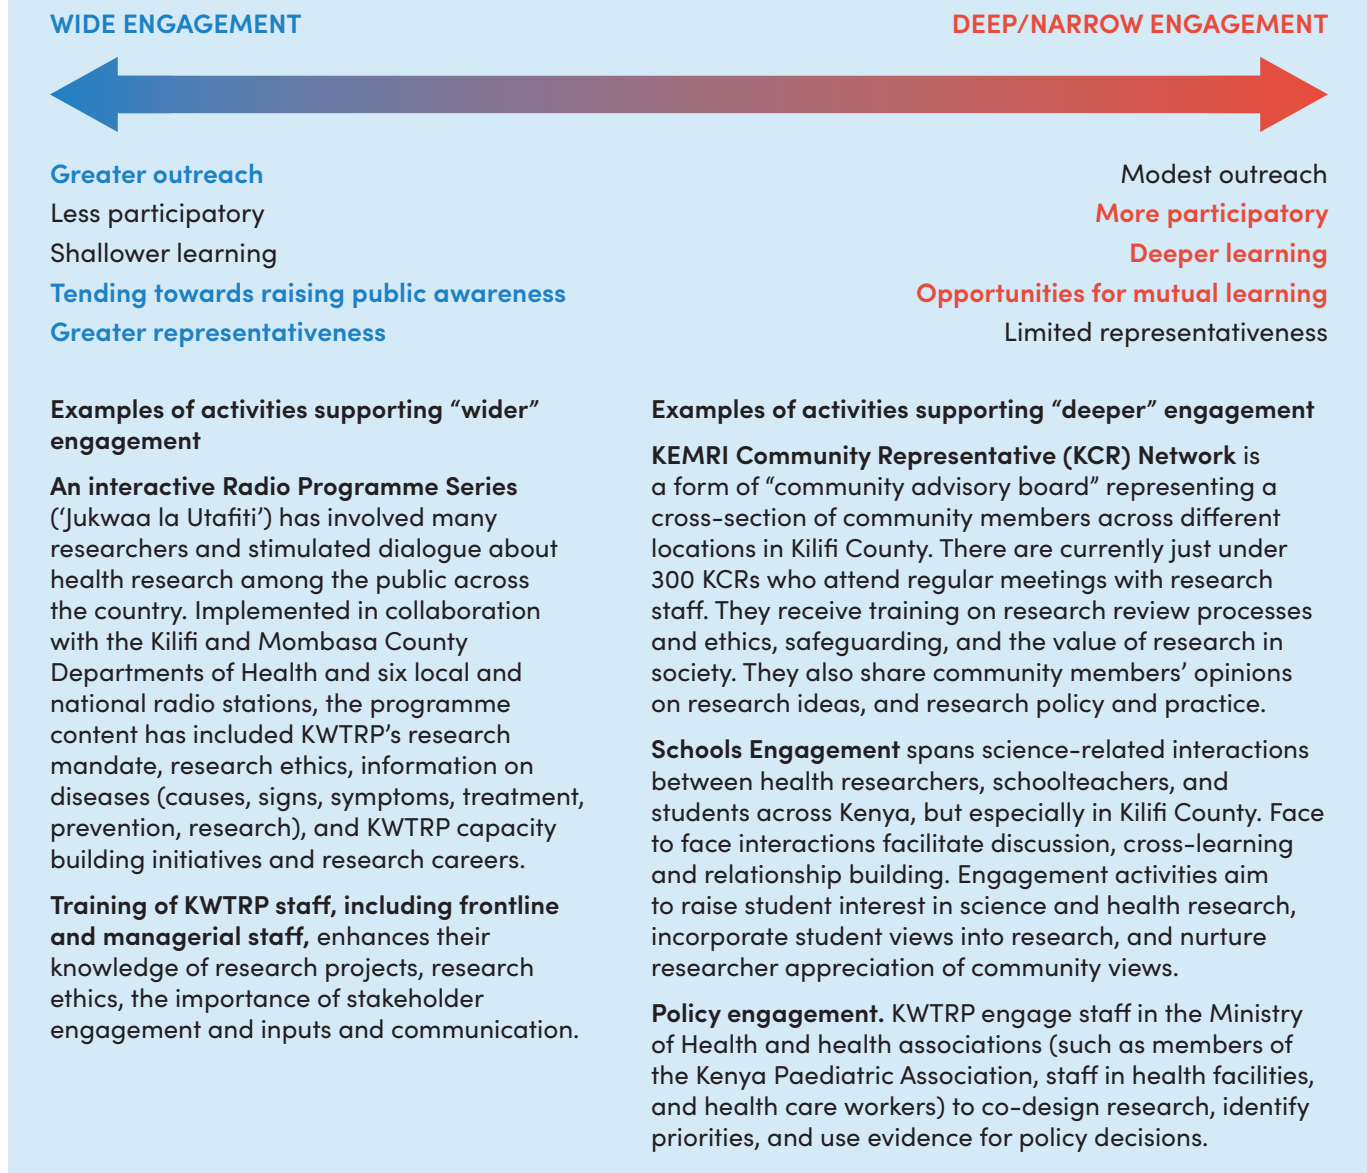 WIDE ENGAGEMENT
DEEP/NARROW ENGAGEMENT
Greater outreach
Less participatory
Shallower learning
Tending towards raising public awareness
Greater representativeness
Modest outreach
More participatory
Deeper learning
Opportunities for mutual learning
Limited representativeness
Examples of activities supporting “wider”
engagement
An interactive Radio Programme Series
(‘Jukwaa la Utafiti’) has involved many
researchers and stimulated dialogue about
health research among the public across
the country. Implemented in collaboration
with the Kilifi and Mombasa County
Departments of Health and six local and
national radio stations, the programme
content has included KWTRP’s research
mandate, research ethics, information on
diseases (causes, signs, symptoms, treatment,
prevention, research), and KWTRP capacity
building initiatives and research careers.
Training of KWTRP staff, including frontline
and managerial staff, enhances their
knowledge of research projects, research
ethics, the importance of stakeholder
engagement and inputs and communication.
Examples of activities supporting “deeper” engagement
KEMRI Community Representative (KCR) Network is
a form of “community advisory board” representing a
cross-section of community members across different
locations in Kilifi County. There are currently just under
300 KCRs who attend regular meetings with research
staff. They receive training on research review processes
and ethics, safeguarding, and the value of research in
society. They also share community members’ opinions
on research ideas, and research policy and practice.
Schools Engagement spans science-related interactions
between health researchers, schoolteachers, and
students across Kenya, but especially in Kilifi County. Face
to face interactions facilitate discussion, cross-learning
and relationship building. Engagement activities aim
to raise student interest in science and health research,
incorporate student views into research, and nurture
researcher appreciation of community views.
Policy engagement. KWTRP engage staff in the Ministry
of Health and health associations (such as members of
the Kenya Paediatric Association, staff in health facilities,
and health care workers) to co-design research, identify
priorities, and use evidence for policy decisions.